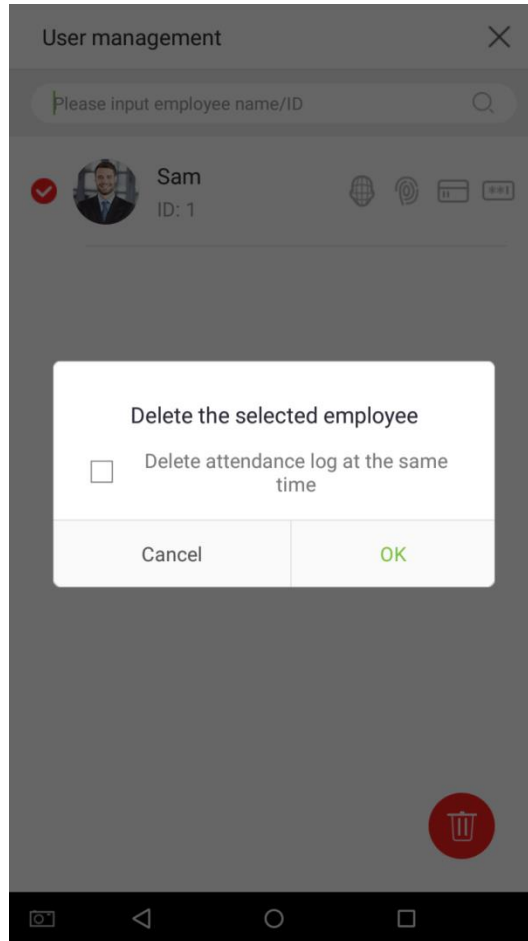 User management
Please input employee name/ID
Sam
ID: 1
Delete the selected employee
Delete attendance log at the same
time
Cancel
OK